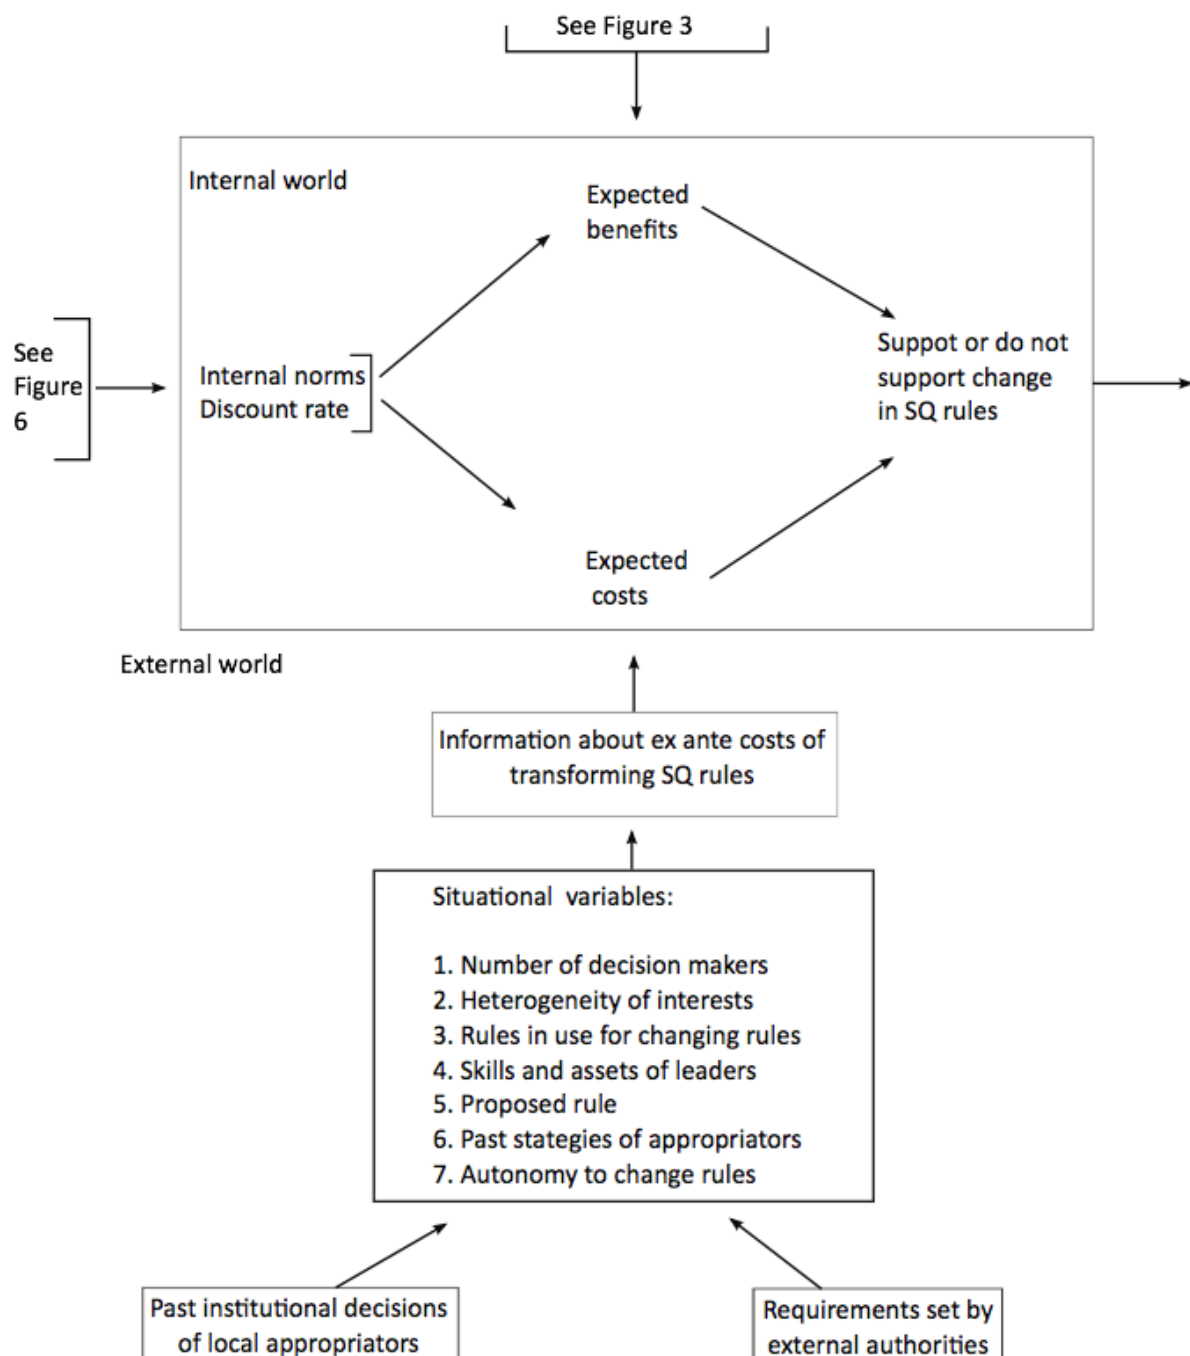 See Figure 3
Internal world
Expected
benefits
See
Figure
6
Internal norms
Discount rate
Suppot or do not
support change
in SQ rules
Expected
costs
External world
Information about ex ante costs of
transforming SQ rules
Situational variables:
1. Number of decision makers
2. Heterogeneity of interests
3. Rules in use for changing rules
4. Skills and assets of leaders
5. Proposed rule
6. Past stategies of appropriators
7. Autonomy to change rules
Past institutional decisions
of local appropriators
Requirements set by
external authorities